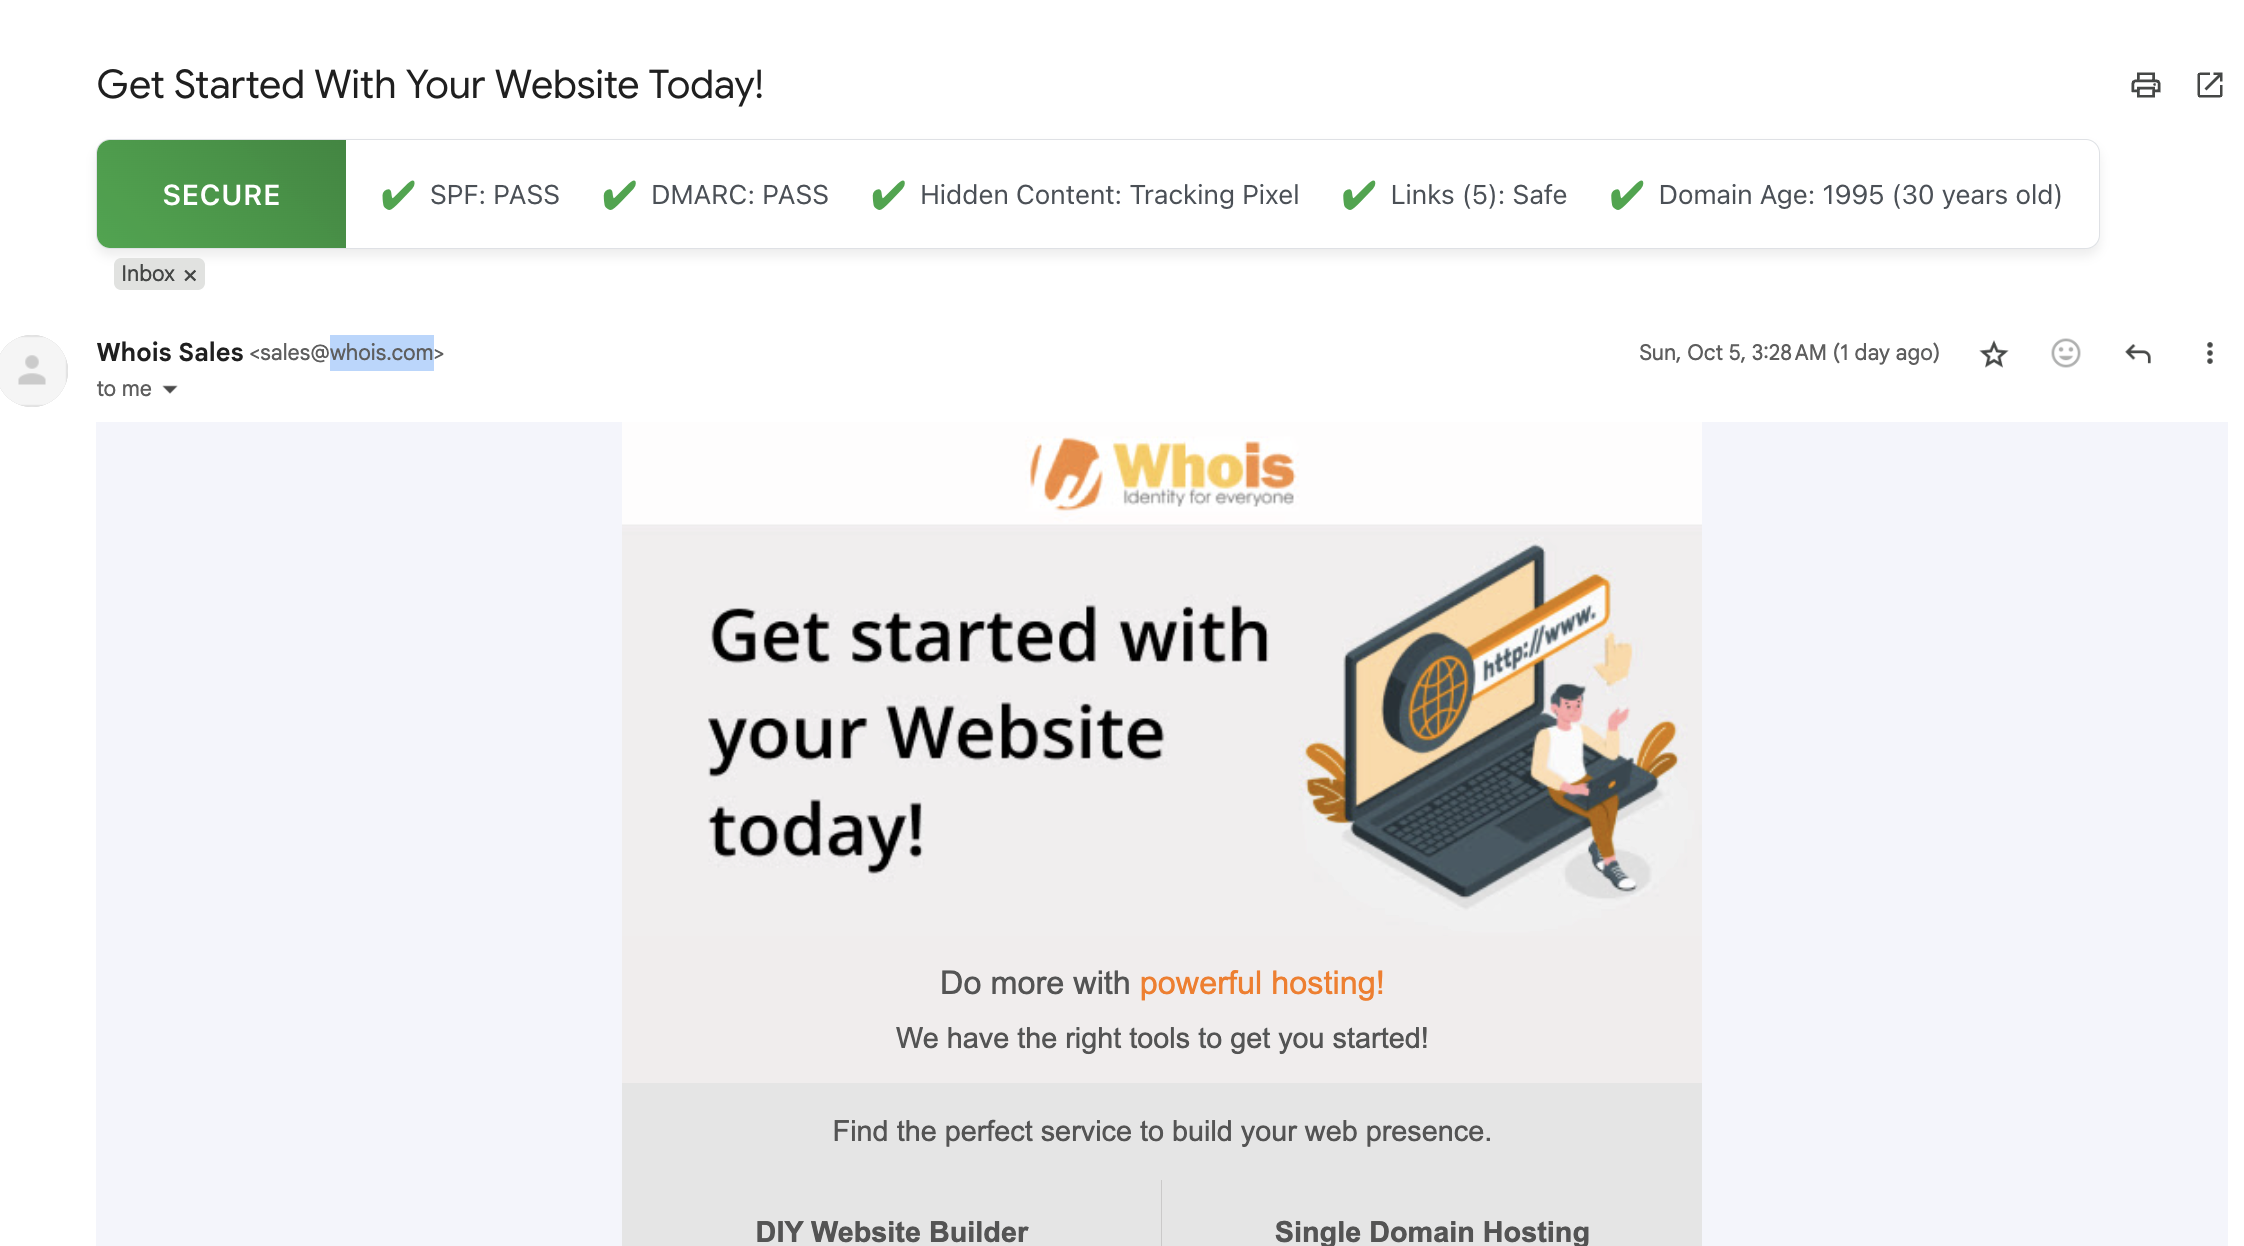 Get Started With Your Website Today!
SECURE
✔ SPF: PASS
✔ DMARC: PASS
✔ Hidden Content: Tracking Pixel
✔ Links (5): Safe
✔ Domain Age: 1995 (30 years old)
Inbox ×
Whois Sales <sales@whois.com>
Sun, Oct 5, 3:28 AM (1 day ago)
to me
Whois
Identity for everyone
Get started with
your Website
today!
http://www.
Do more with powerful hosting!
We have the right tools to get you started!
Find the perfect service to build your web presence.
DIY Website Builder
Single Domain Hosting